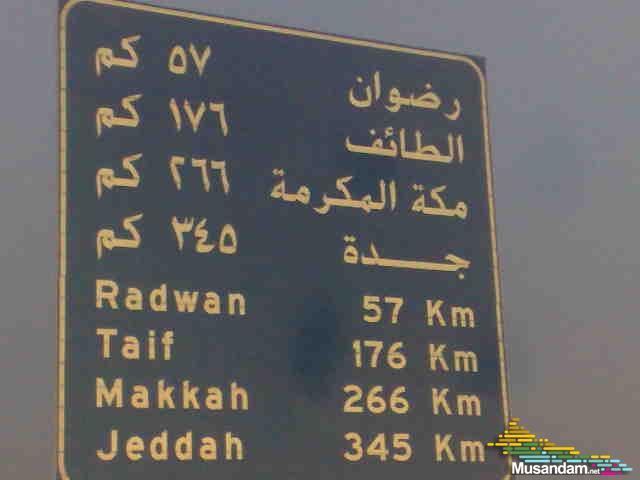 رضوان ٥٧ كم
الطائف ١٧٦ كم
مكة المكرمة ٢٦٦ كم
جدة ٣٤٥ كم
Radwan 57 Km
Taif 176 Km
Makkah 266 Km
Jeddah 345 Km
Musandam.net